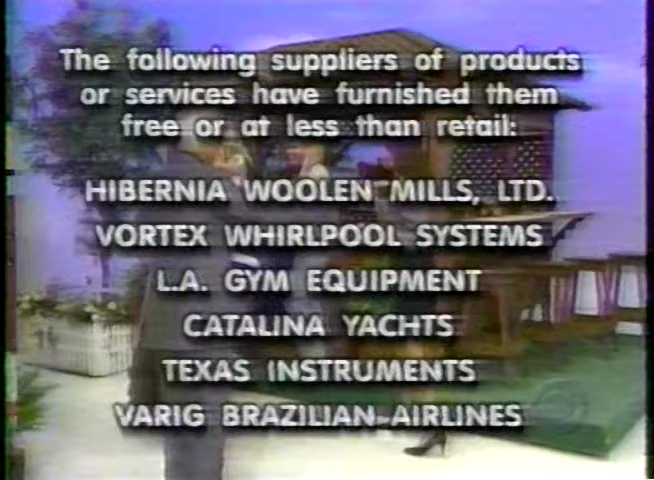 The following suppliers of products
or services have furnished them
free or at less than retail:
HIBERNIA WOOLEN MILLS, LTD.
VORTEX WHIRLPOOL SYSTEMS
L.A. GYM EQUIPMENT
CATALINA YACHTS
TEXAS INSTRUMENTS
VARIG BRAZILIAN AIRLINES